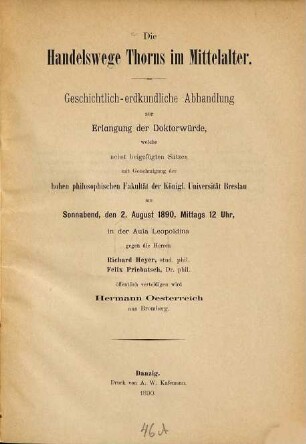 Die
Handelswege Thorns im Mittelalter.
Geschichtlich-erdkundliche Abhandlung
zur
Erlangung der Doktorwürde,
welche
nebst beigefügten Sätzen
mit Genehmigung der
hohen philosophischen Fakultät der Königl. Universität Breslau
am
Sonnabend, den 2. August 1890, Mittags 12 Uhr,
in der Aula Leopoldina
gegen die Herren
Richard Heyer, stud. phil.
Felix Priebatsch, Dr. phil.
öffentlich verteidigen wird
Hermann Oesterreich
aus Bromberg.
Danzig.
Druck von A. W. Kafemann.
1890.